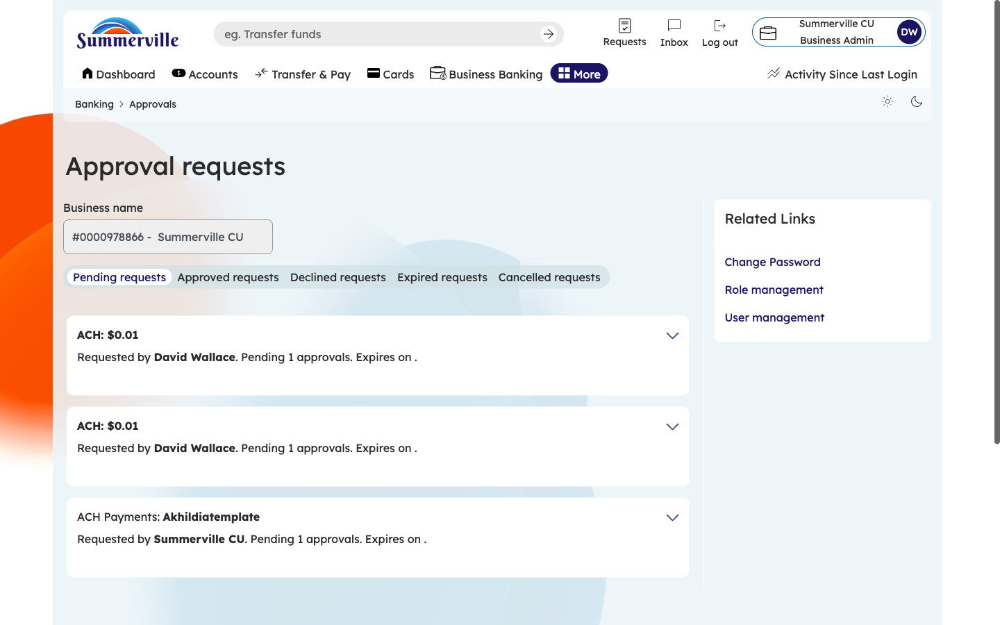 Summerville
eg. Transfer funds
Requests
Inbox
Log out
Summerville CU
Business Admin
DW
Dashboard
Accounts
Transfer & Pay
Cards
Business Banking
More
Activity Since Last Login
Banking > Approvals
Approval requests
Business name
#0000978866 - Summerville CU
Pending requests
Approved requests
Declined requests
Expired requests
Cancelled requests
ACH: $0.01
Requested by David Wallace. Pending 1 approvals. Expires on .
ACH: $0.01
Requested by David Wallace. Pending 1 approvals. Expires on .
ACH Payments: Akhildiatemplate
Requested by Summerville CU. Pending 1 approvals. Expires on .
Related Links
Change Password
Role management
User management